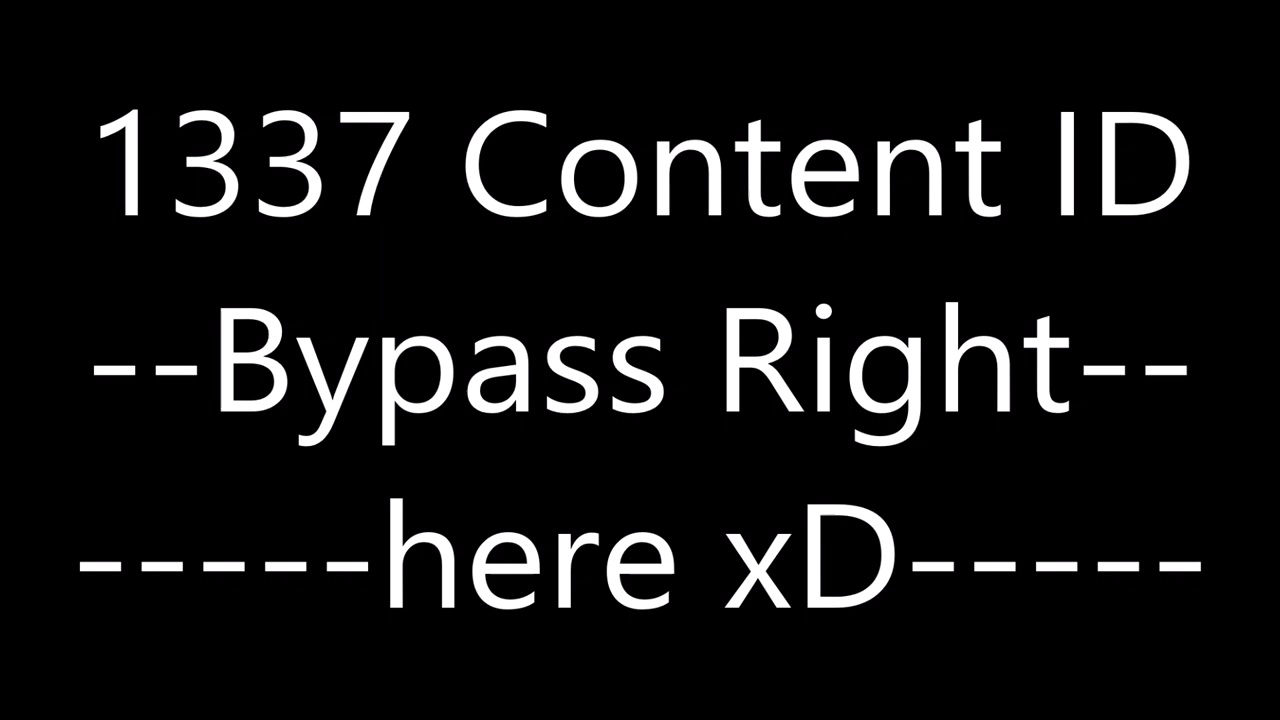 1337 Content ID
--Bypass Right--
-----here xD-----